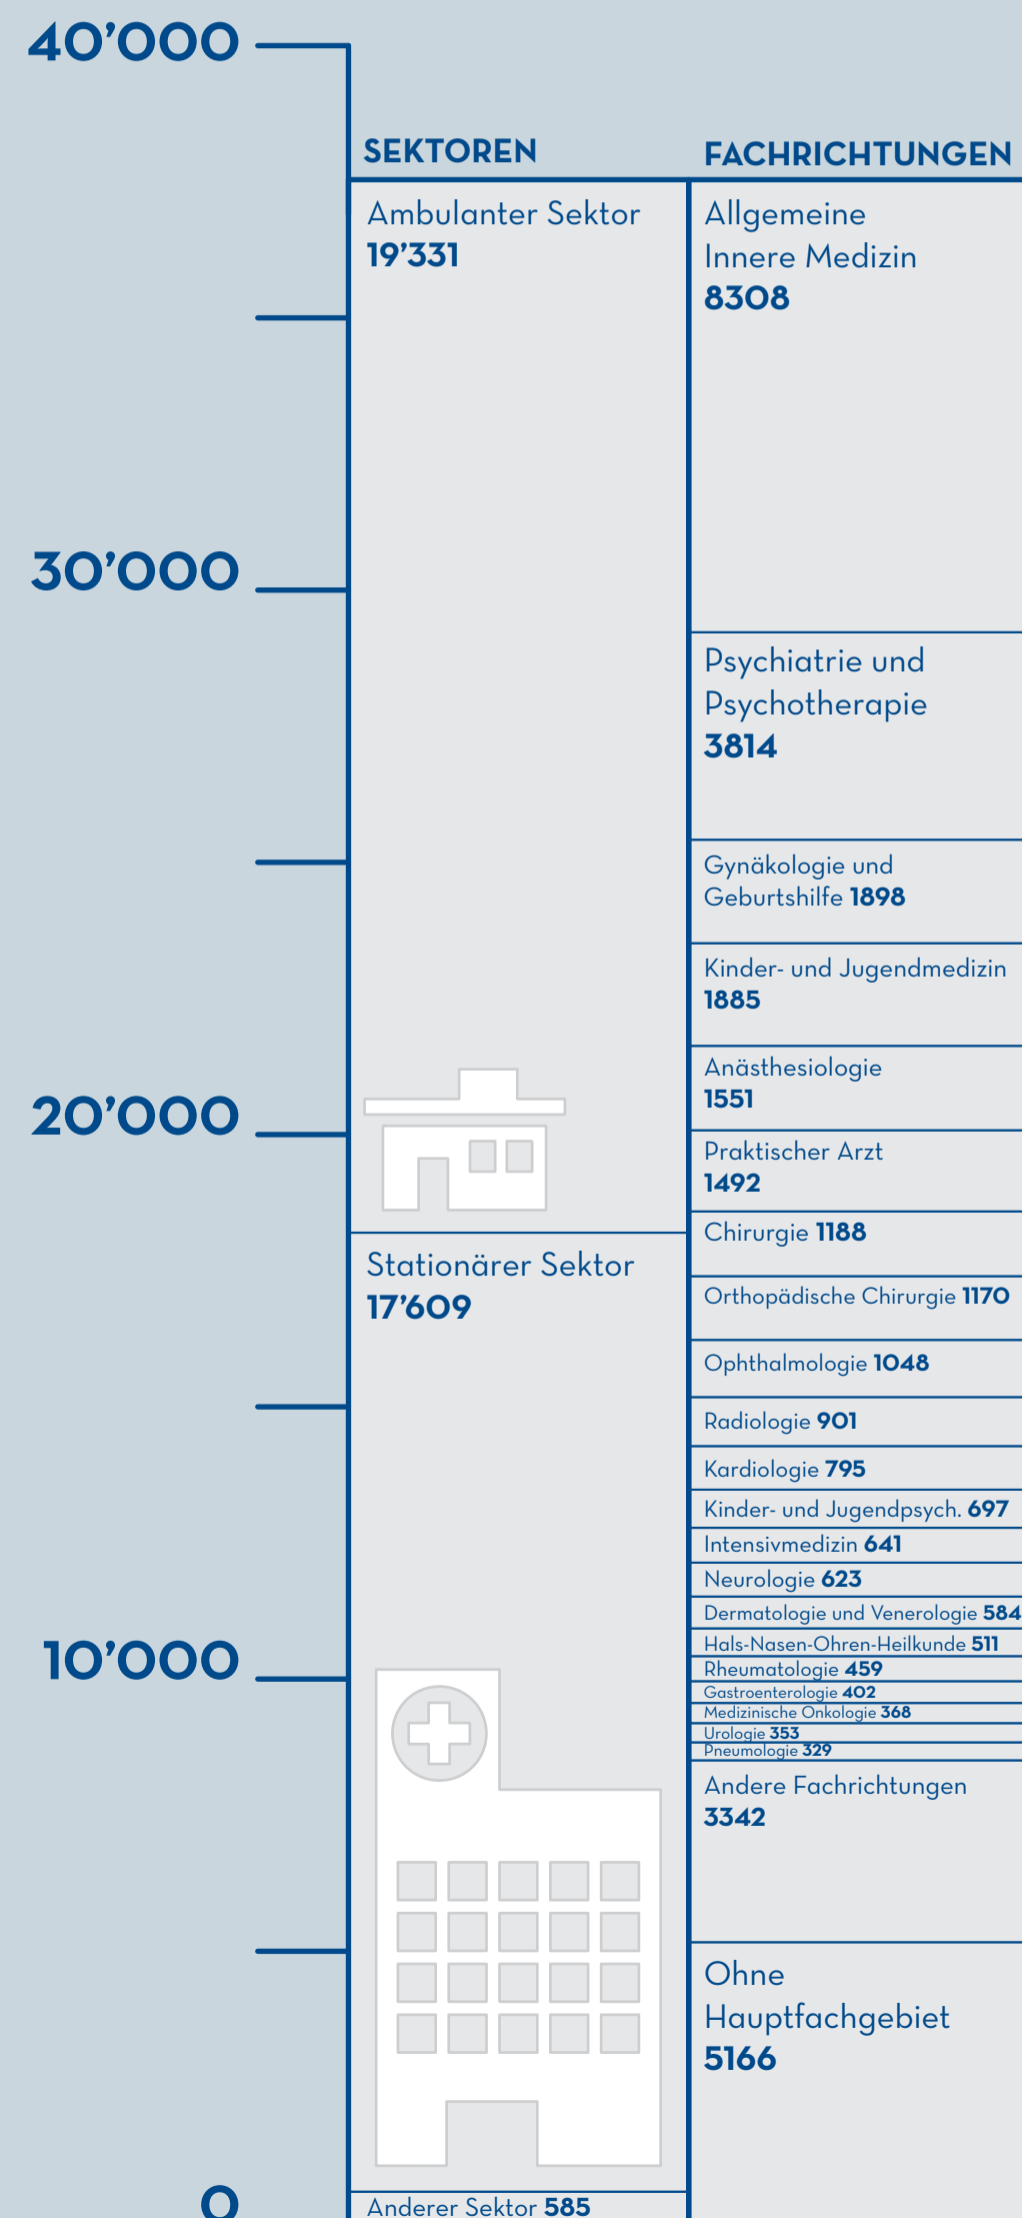 40’000
30’000
20’000
10’000
0
SEKTOREN
Ambulanter Sektor
19’331
Stationärer Sektor
17’609
Anderer Sektor 585
FACHRICHTUNGEN
Allgemeine
Innere Medizin
8308
Psychiatrie und
Psychotherapie
3814
Gynäkologie und
Geburtshilfe 1898
Kinder- und Jugendmedizin
1885
Anästhesiologie
1551
Praktischer Arzt
1492
Chirurgie 1188
Orthopädische Chirurgie 1170
Ophthalmologie 1048
Radiologie 901
Kardiologie 795
Kinder- und Jugendpsych. 697
Intensivmedizin 641
Neurologie 623
Dermatologie und Venerologie 584
Hals-Nasen-Ohren-Heilkunde 511
Rheumatologie 459
Gastroenterologie 402
Medizinische Onkologie 368
Urologie 353
Pneumologie 329
Andere Fachrichtungen
3342
Ohne
Hauptfachgebiet
5166